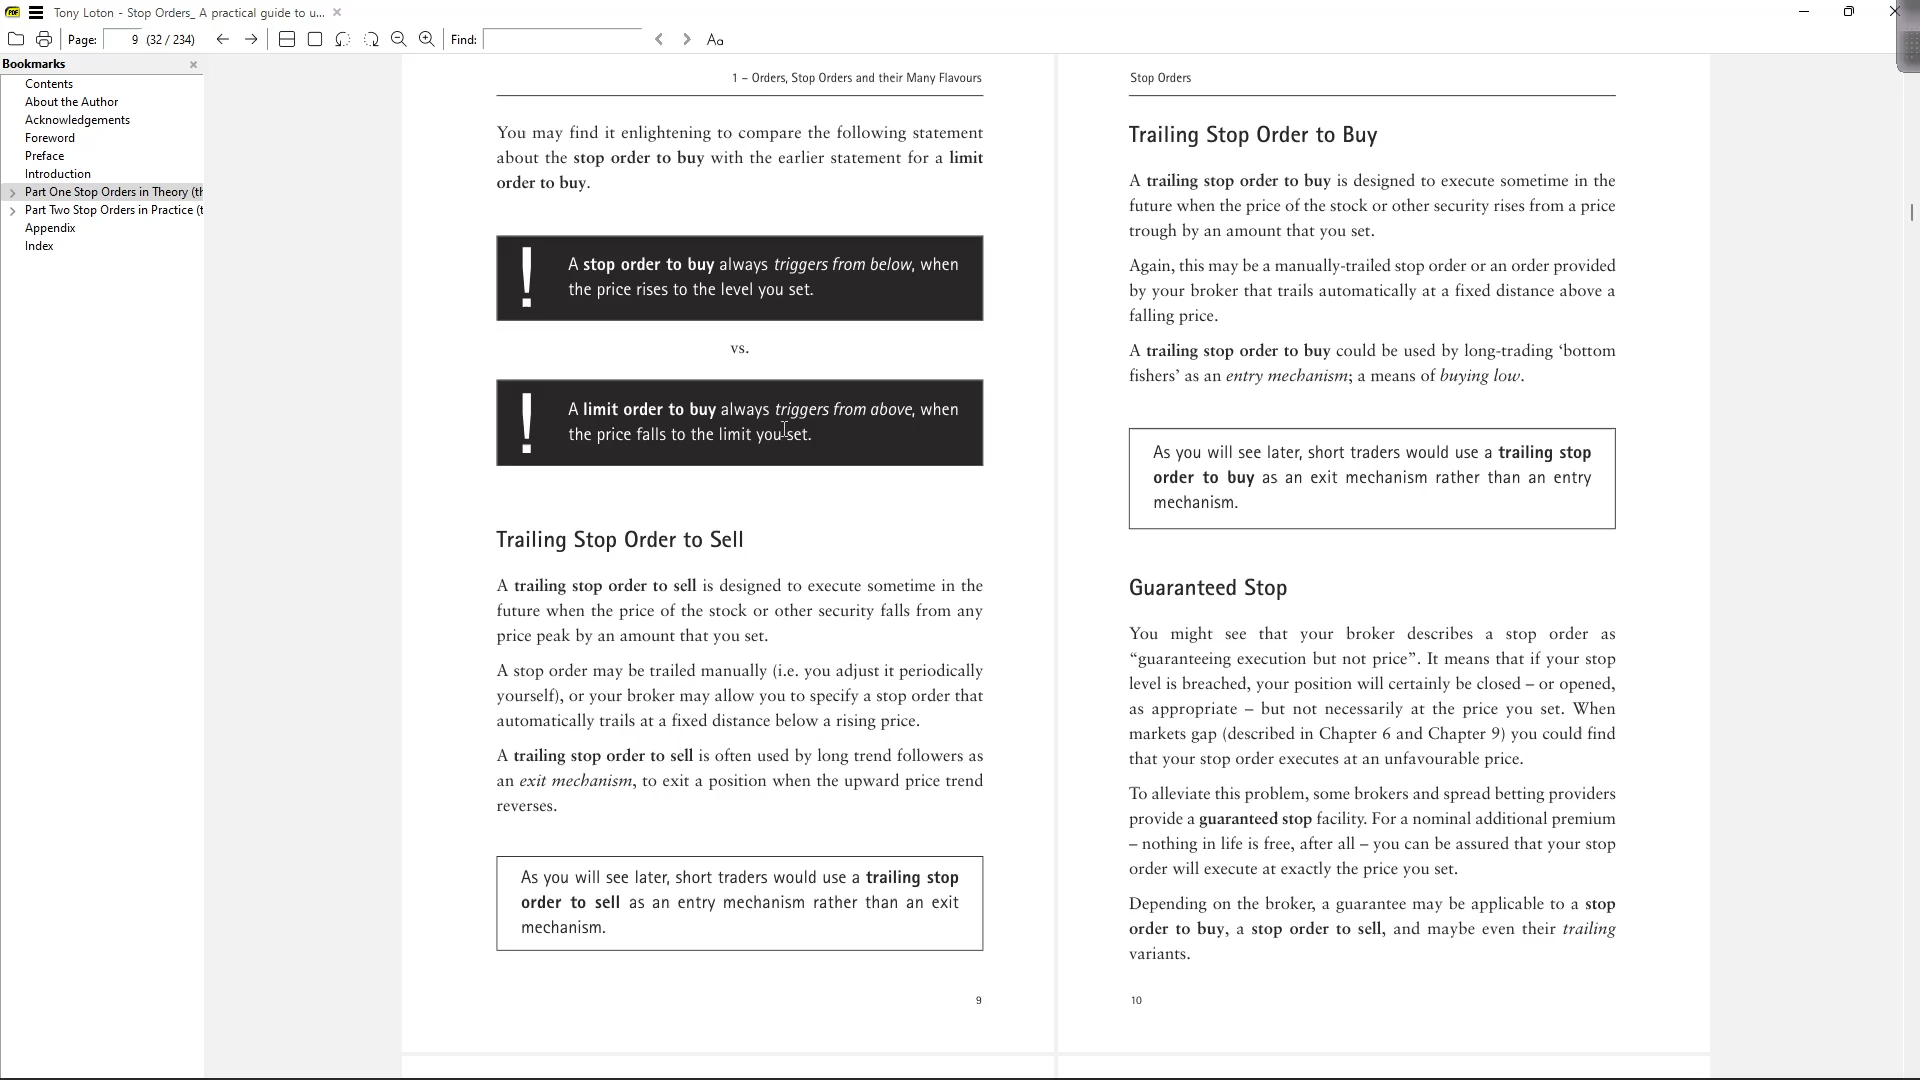 Tony Loton - Stop Orders_ A practical guide to u...
Page: 9 (32 / 234) Find: Aa
Bookmarks
Contents
About the Author
Acknowledgements
Foreword
Preface
Introduction
Part One Stop Orders in Theory (th
Part Two Stop Orders in Practice (t
Appendix
Index
1 – Orders, Stop Orders and their Many Flavours
You may find it enlightening to compare the following statement
about the stop order to buy with the earlier statement for a limit
order to buy.
! A stop order to buy always triggers from below, when
the price rises to the level you set.
vs.
! A limit order to buy always triggers from above, when
the price falls to the limit you set.
Trailing Stop Order to Sell
A trailing stop order to sell is designed to execute sometime in the
future when the price of the stock or other security falls from any
price peak by an amount that you set.
A stop order may be trailed manually (i.e. you adjust it periodically
yourself), or your broker may allow you to specify a stop order that
automatically trails at a fixed distance below a rising price.
A trailing stop order to sell is often used by long trend followers as
an exit mechanism, to exit a position when the upward price trend
reverses.
As you will see later, short traders would use a trailing stop
order to sell as an entry mechanism rather than an exit
mechanism.
9
Stop Orders
Trailing Stop Order to Buy
A trailing stop order to buy is designed to execute sometime in the
future when the price of the stock or other security rises from a price
trough by an amount that you set.
Again, this may be a manually-trailed stop order or an order provided
by your broker that trails automatically at a fixed distance above a
falling price.
A trailing stop order to buy could be used by long-trading ‘bottom
fishers’ as an entry mechanism; a means of buying low.
As you will see later, short traders would use a trailing stop
order to buy as an exit mechanism rather than an entry
mechanism.
Guaranteed Stop
You might see that your broker describes a stop order as
“guaranteeing execution but not price”. It means that if your stop
level is breached, your position will certainly be closed – or opened,
as appropriate – but not necessarily at the price you set. When
markets gap (described in Chapter 6 and Chapter 9) you could find
that your stop order executes at an unfavourable price.
To alleviate this problem, some brokers and spread betting providers
provide a guaranteed stop facility. For a nominal additional premium
– nothing in life is free, after all – you can be assured that your stop
order will execute at exactly the price you set.
Depending on the broker, a guarantee may be applicable to a stop
order to buy, a stop order to sell, and maybe even their trailing
variants.
10